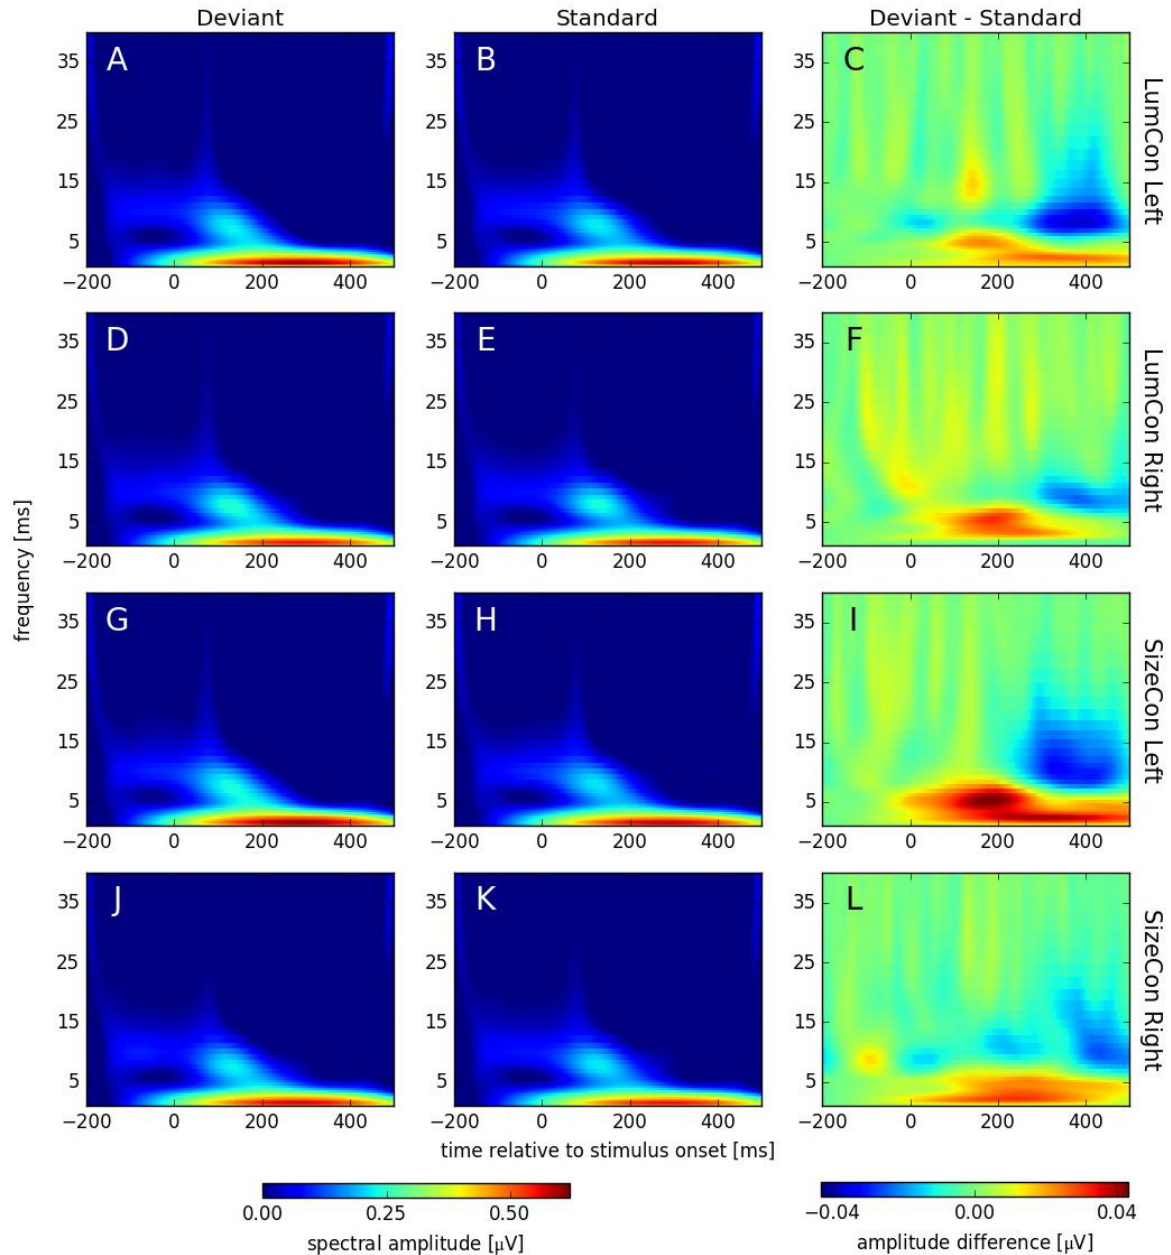 Deviant
Standard
Deviant - Standard
A
B
C
LumCon Left
35
25
15
5
35
25
15
5
35
25
15
5
−200 0 200 400
−200 0 200 400
−200 0 200 400
D
E
F
LumCon Right
35
25
15
5
35
25
15
5
35
25
15
5
−200 0 200 400
−200 0 200 400
−200 0 200 400
frequency [ms]
G
H
I
SizeCon Left
35
25
15
5
35
25
15
5
35
25
15
5
−200 0 200 400
−200 0 200 400
−200 0 200 400
J
K
L
SizeCon Right
35
25
15
5
35
25
15
5
35
25
15
5
−200 0 200 400
−200 0 200 400
−200 0 200 400
time relative to stimulus onset [ms]
0.00 0.25 0.50
spectral amplitude [μV]
−0.04 0.00 0.04
amplitude difference [μV]